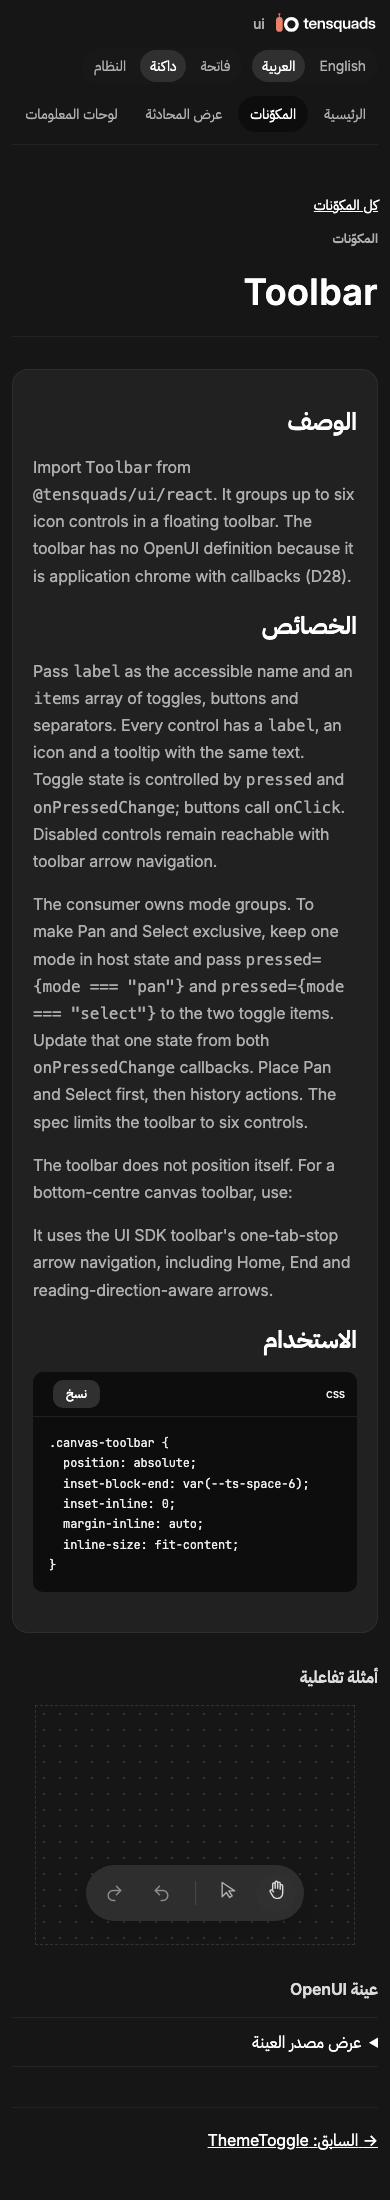 tensquads ui
English العربية فاتحة داكنة النظام
الرئيسية المكوّنات عرض المحادثة لوحات المعلومات
كل المكوّنات
المكوّنات
Toolbar
الوصف
Import Toolbar from
@tensquads/ui/react. It groups up to six
icon controls in a floating toolbar. The
toolbar has no OpenUI definition because it
is application chrome with callbacks (D28).
الخصائص
Pass label as the accessible name and an
items array of toggles, buttons and
separators. Every control has a label, an
icon and a tooltip with the same text.
Toggle state is controlled by pressed and
onPressedChange; buttons call onClick.
Disabled controls remain reachable with
toolbar arrow navigation.
The consumer owns mode groups. To
make Pan and Select exclusive, keep one
mode in host state and pass pressed=
{mode === "pan"} and pressed={mode
=== "select"} to the two toggle items.
Update that one state from both
onPressedChange callbacks. Place Pan
and Select first, then history actions. The
spec limits the toolbar to six controls.
The toolbar does not position itself. For a
bottom-centre canvas toolbar, use:
It uses the UI SDK toolbar's one-tab-stop
arrow navigation, including Home, End and
reading-direction-aware arrows.
الاستخدام
css نسخ
.canvas-toolbar {
  position: absolute;
  inset-block-end: var(--ts-space-6);
  inset-inline: 0;
  margin-inline: auto;
  inline-size: fit-content;
}
أمثلة تفاعلية
عينة OpenUI
عرض مصدر العينة
→ السابق: ThemeToggle